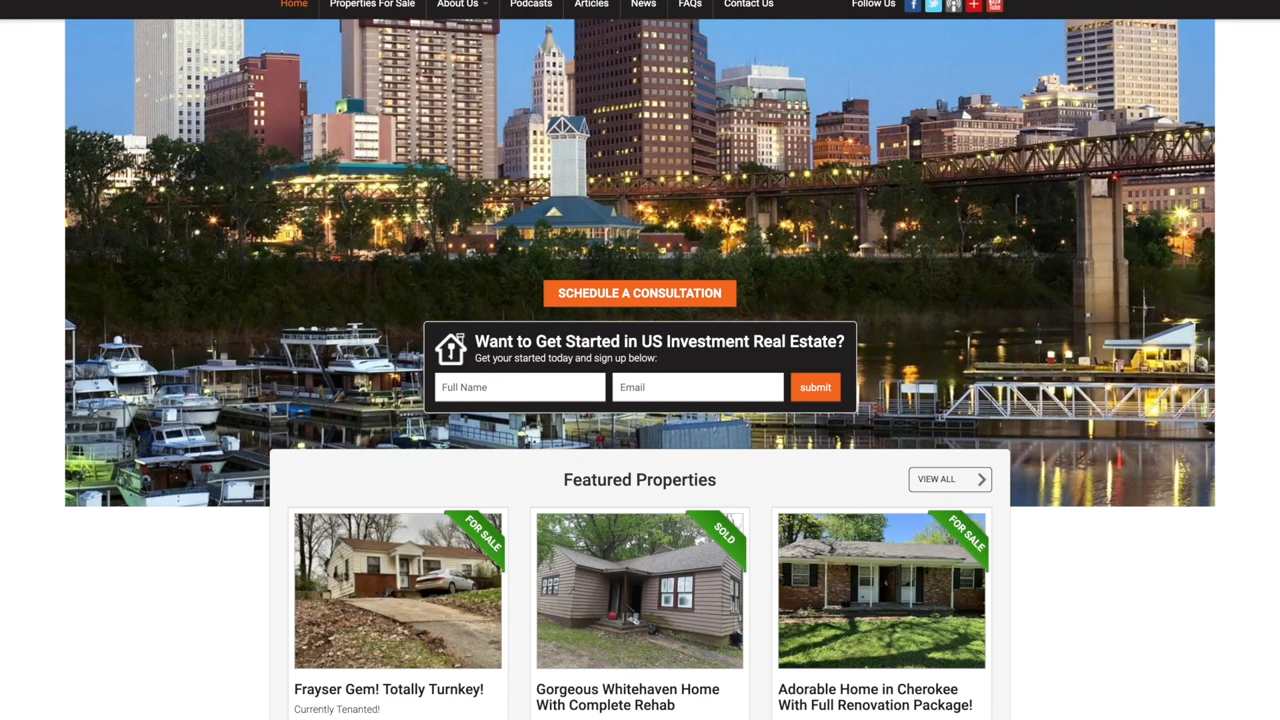 Home Properties For Sale About Us Podcasts Articles News FAQs Contact Us Follow Us
SCHEDULE A CONSULTATION
Want to Get Started in US Investment Real Estate?
Get your started today and sign up below:
Full Name Email submit
Featured Properties VIEW ALL
FOR SALE SOLD FOR SALE
Frayser Gem! Totally Turnkey!
Currently Tenanted!
Gorgeous Whitehaven Home
With Complete Rehab
Adorable Home in Cherokee
With Full Renovation Package!